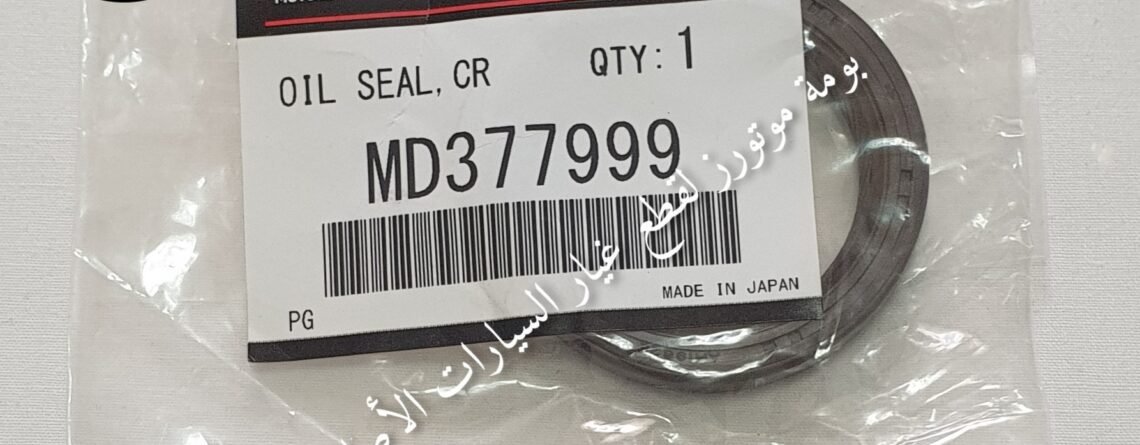 OIL SEAL,CR QTY:1
MD377999
MADE IN JAPAN
PG
بومة موتورز لقطع غيار السيارات